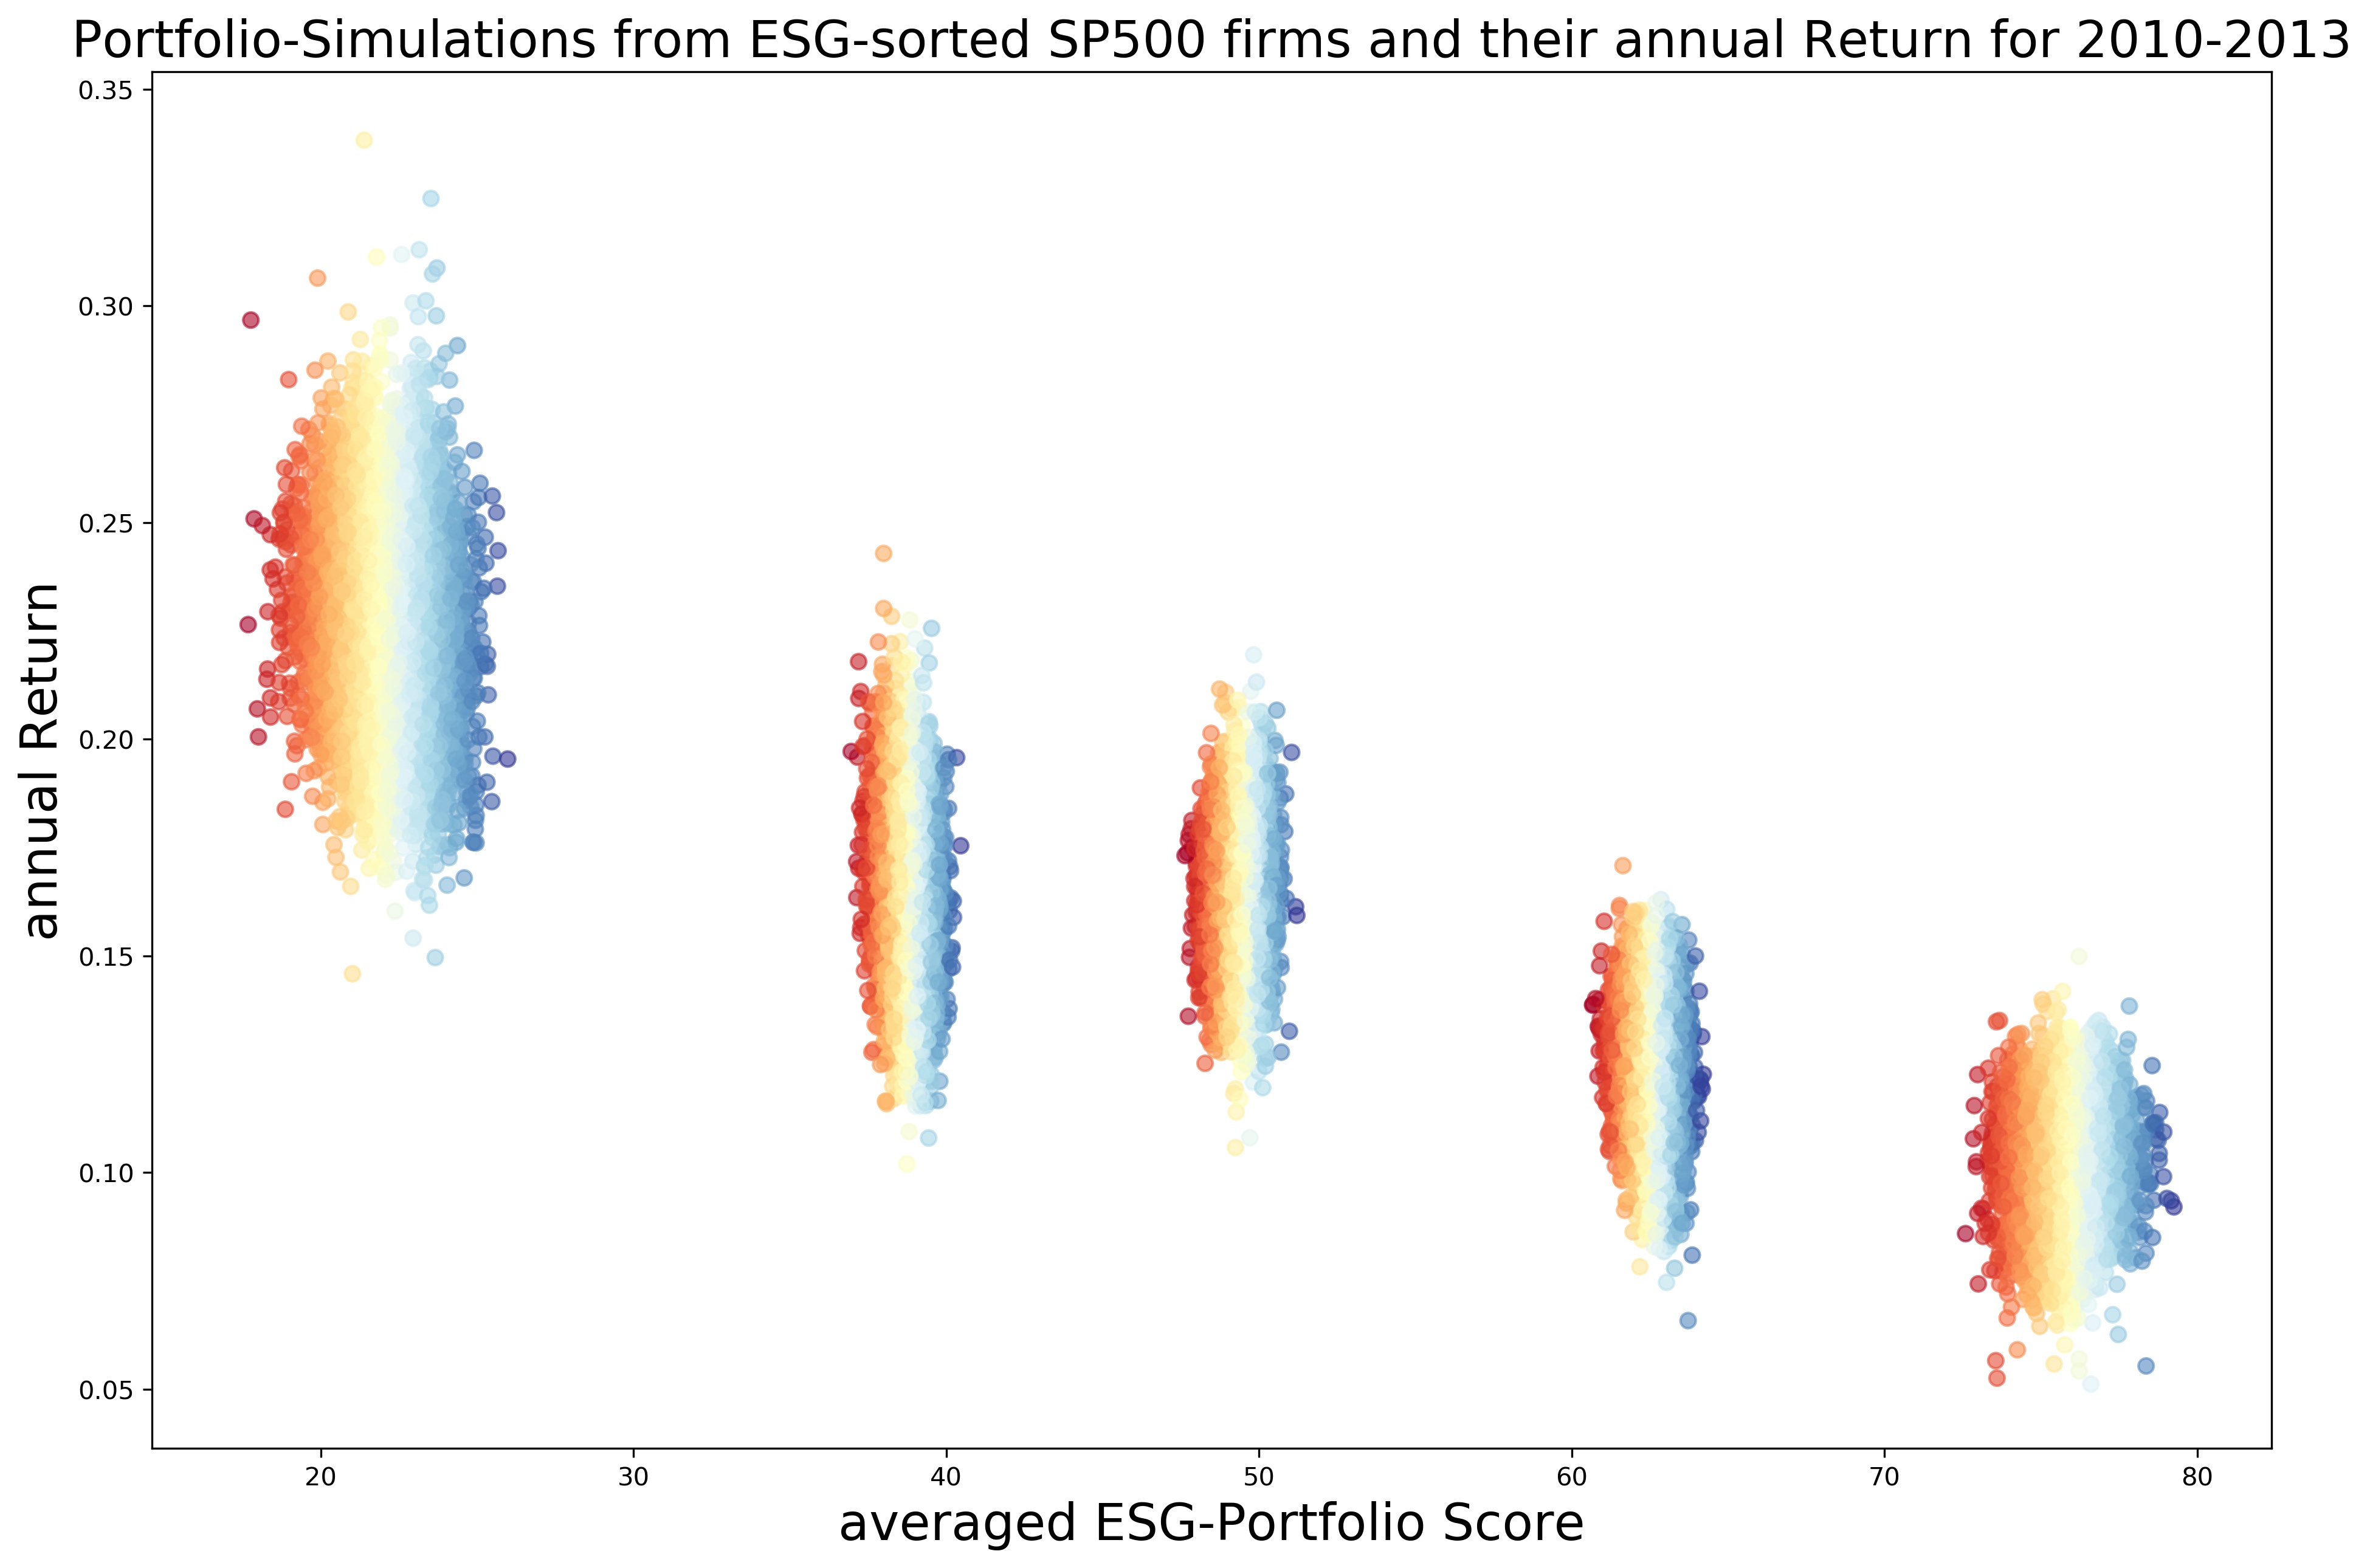 Portfolio-Simulations from ESG-sorted SP500 firms and their annual Return for 2010-2013
0.35
0.30
0.25
0.20
0.15
0.10
0.05
annual Return
20 30 40 50 60 70 80
averaged ESG-Portfolio Score